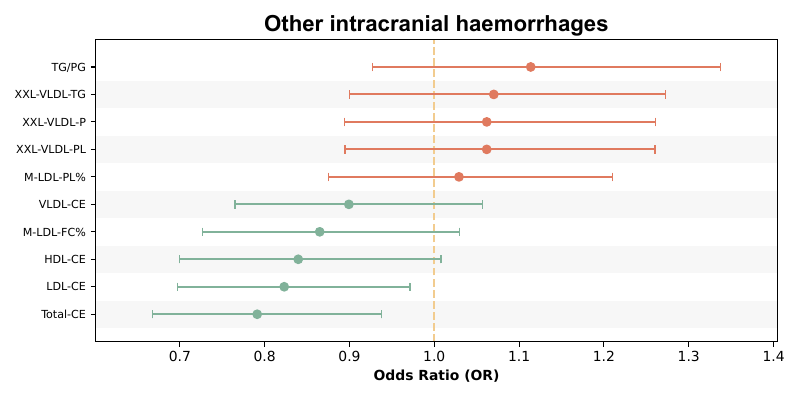 Other intracranial haemorrhages
TG/PG
XXL-VLDL-TG
XXL-VLDL-P
XXL-VLDL-PL
M-LDL-PL%
VLDL-CE
M-LDL-FC%
HDL-CE
LDL-CE
Total-CE
0.7 0.8 0.9 1.0 1.1 1.2 1.3 1.4
Odds Ratio (OR)